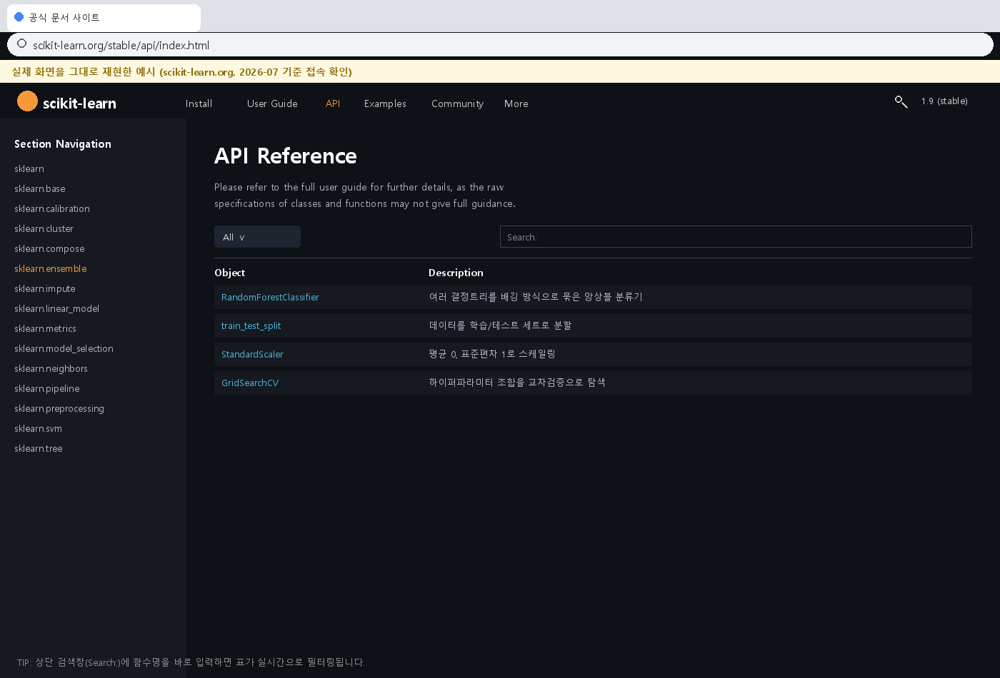 공식 문서 사이트
scikit-learn.org/stable/api/index.html
실제 화면을 그대로 재현한 예시 (scikit-learn.org, 2026-07 기준 접속 확인)
scikit-learn Install User Guide API Examples Community More 1.9 (stable)
Section Navigation
sklearn
sklearn.base
sklearn.calibration
sklearn.cluster
sklearn.compose
sklearn.ensemble
sklearn.impute
sklearn.linear_model
sklearn.metrics
sklearn.model_selection
sklearn.neighbors
sklearn.pipeline
sklearn.preprocessing
sklearn.svm
sklearn.tree
API Reference
Please refer to the full user guide for further details, as the raw
specifications of classes and functions may not give full guidance.
All v Search:
Object Description
RandomForestClassifier 여러 결정트리를 배깅 방식으로 묶은 앙상블 분류기
train_test_split 데이터를 학습/테스트 세트로 분할
StandardScaler 평균 0, 표준편차 1로 스케일링
GridSearchCV 하이퍼파라미터 조합을 교차검증으로 탐색
TIP: 상단 검색창(Search:)에 함수명을 바로 입력하면 표가 실시간으로 필터링됩니다.